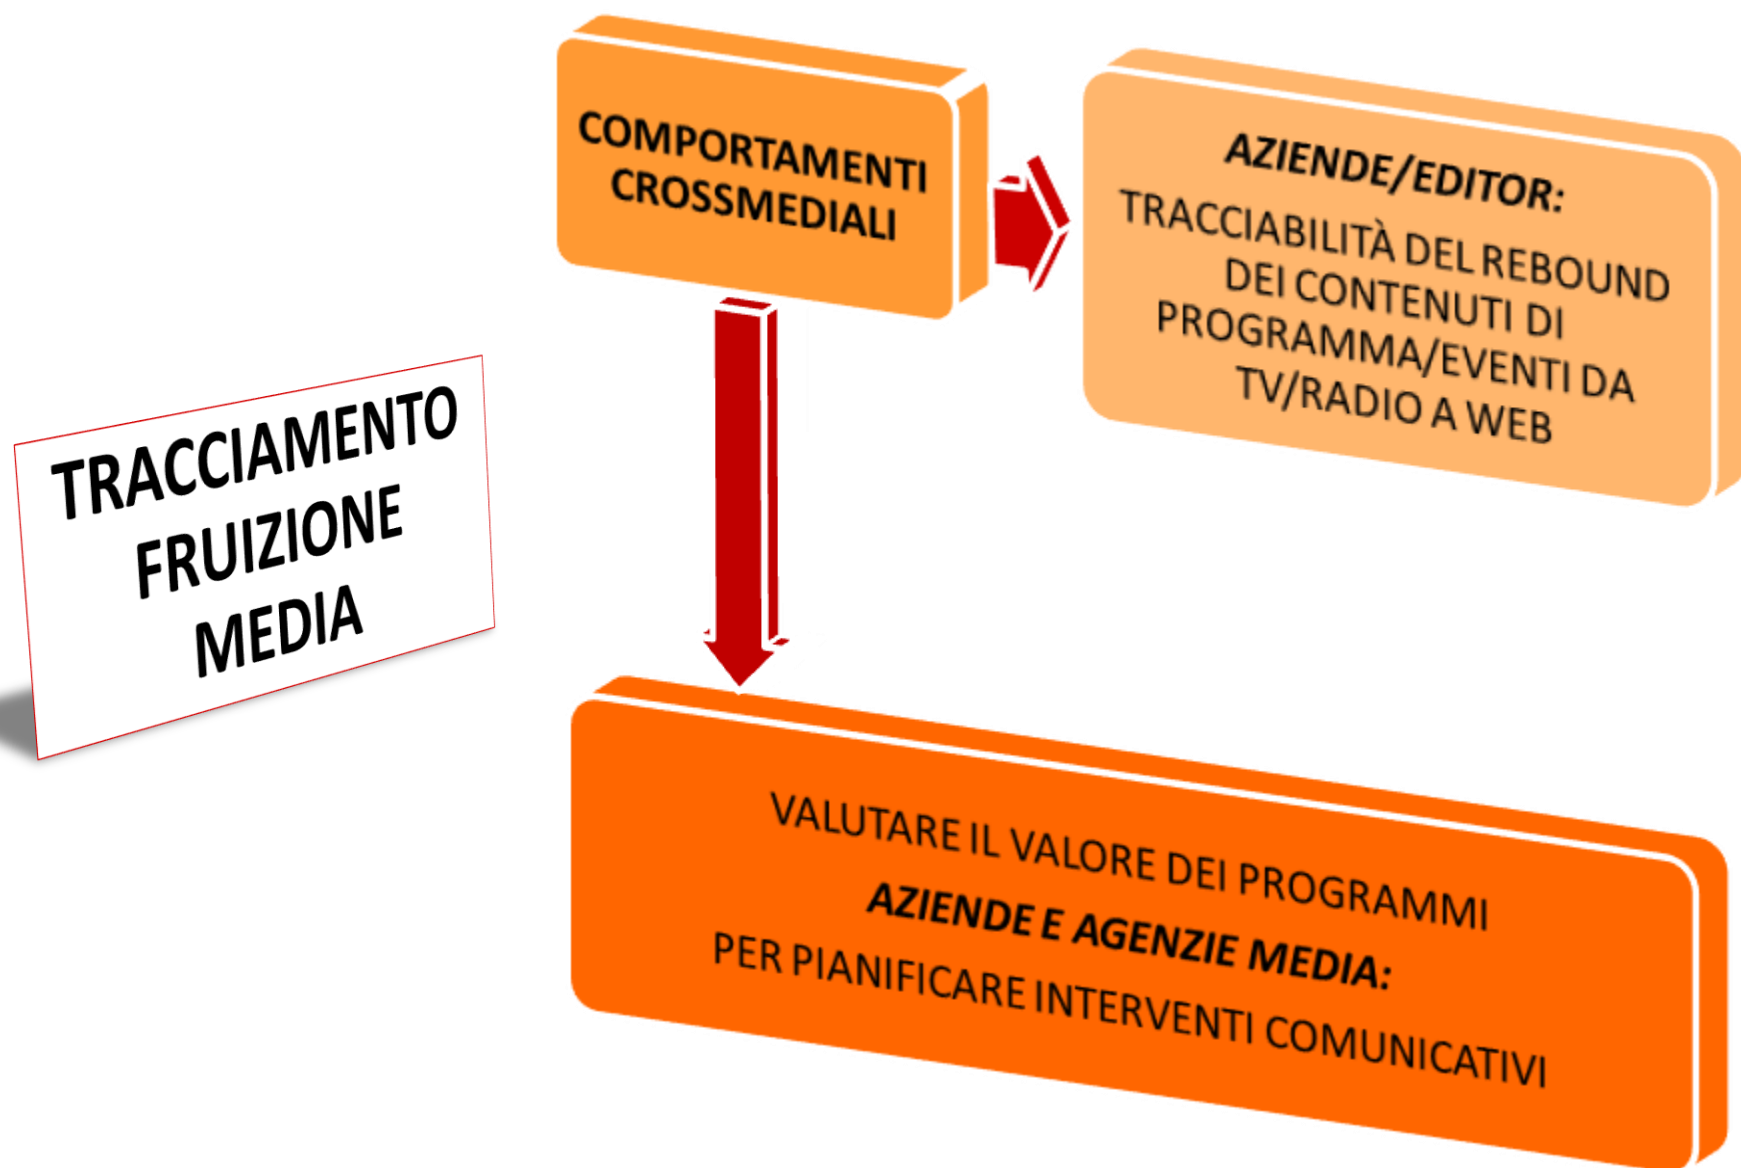 TRACCIAMENTO
FRUIZIONE
MEDIA
COMPORTAMENTI
CROSSMEDIALI
AZIENDE/EDITOR:
TRACCIABILITÀ DEL REBOUND
DEI CONTENUTI DI
PROGRAMMA/EVENTI DA
TV/RADIO A WEB
VALUTARE IL VALORE DEI PROGRAMMI
AZIENDE E AGENZIE MEDIA:
PER PIANIFICARE INTERVENTI COMUNICATIVI